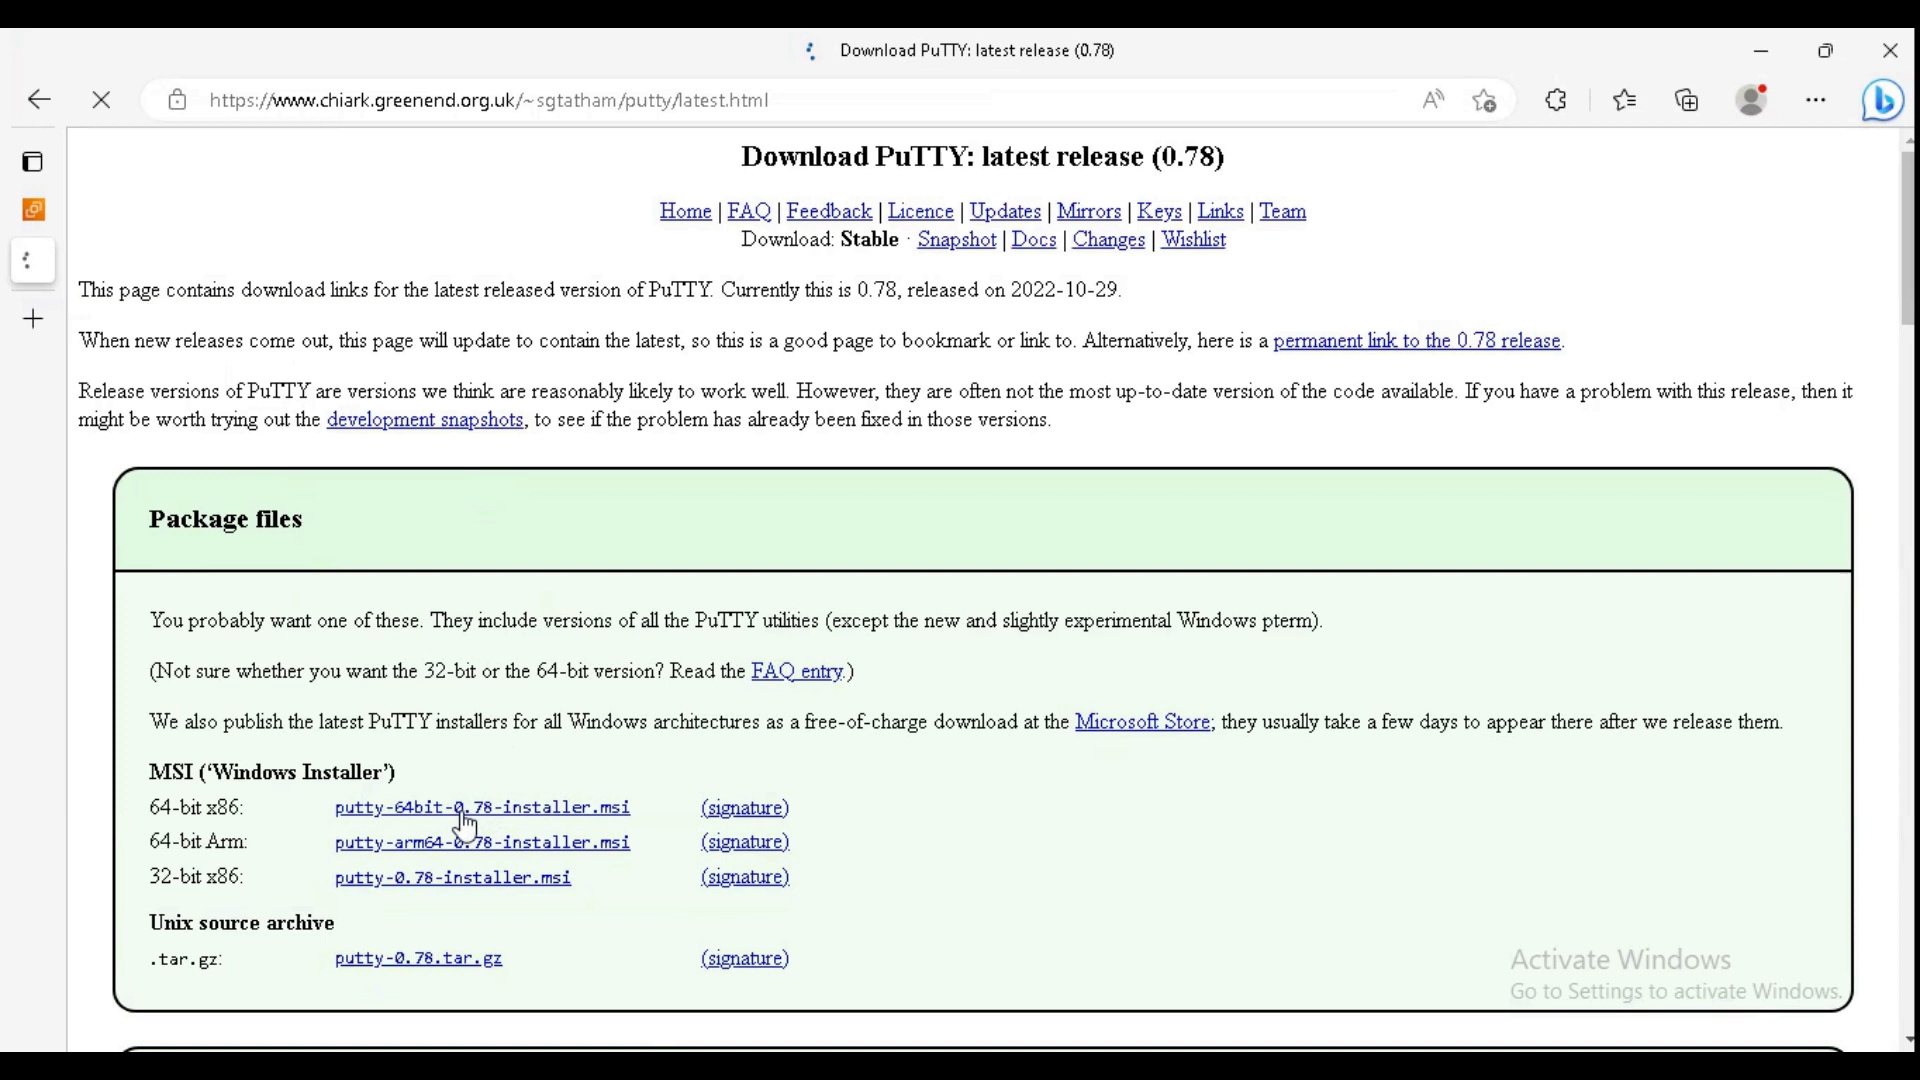 Download PuTTY: latest release (0.78)
https://www.chiark.greenend.org.uk/~sgtatham/putty/latest.html
Download PuTTY: latest release (0.78)
Home | FAQ | Feedback | Licence | Updates | Mirrors | Keys | Links | Team
Download: Stable · Snapshot | Docs | Changes | Wishlist
This page contains download links for the latest released version of PuTTY. Currently this is 0.78, released on 2022-10-29.
When new releases come out, this page will update to contain the latest, so this is a good page to bookmark or link to. Alternatively, here is a permanent link to the 0.78 release.
Release versions of PuTTY are versions we think are reasonably likely to work well. However, they are often not the most up-to-date version of the code available. If you have a problem with this release, then it
might be worth trying out the development snapshots, to see if the problem has already been fixed in those versions.
Package files
You probably want one of these. They include versions of all the PuTTY utilities (except the new and slightly experimental Windows pterm).
(Not sure whether you want the 32-bit or the 64-bit version? Read the FAQ entry.)
We also publish the latest PuTTY installers for all Windows architectures as a free-of-charge download at the Microsoft Store; they usually take a few days to appear there after we release them.
MSI (‘Windows Installer’)
64-bit x86: putty-64bit-0.78-installer.msi (signature)
64-bit Arm: putty-arm64-0.78-installer.msi (signature)
32-bit x86: putty-0.78-installer.msi (signature)
Unix source archive
.tar.gz: putty-0.78.tar.gz (signature)
Activate Windows
Go to Settings to activate Windows.